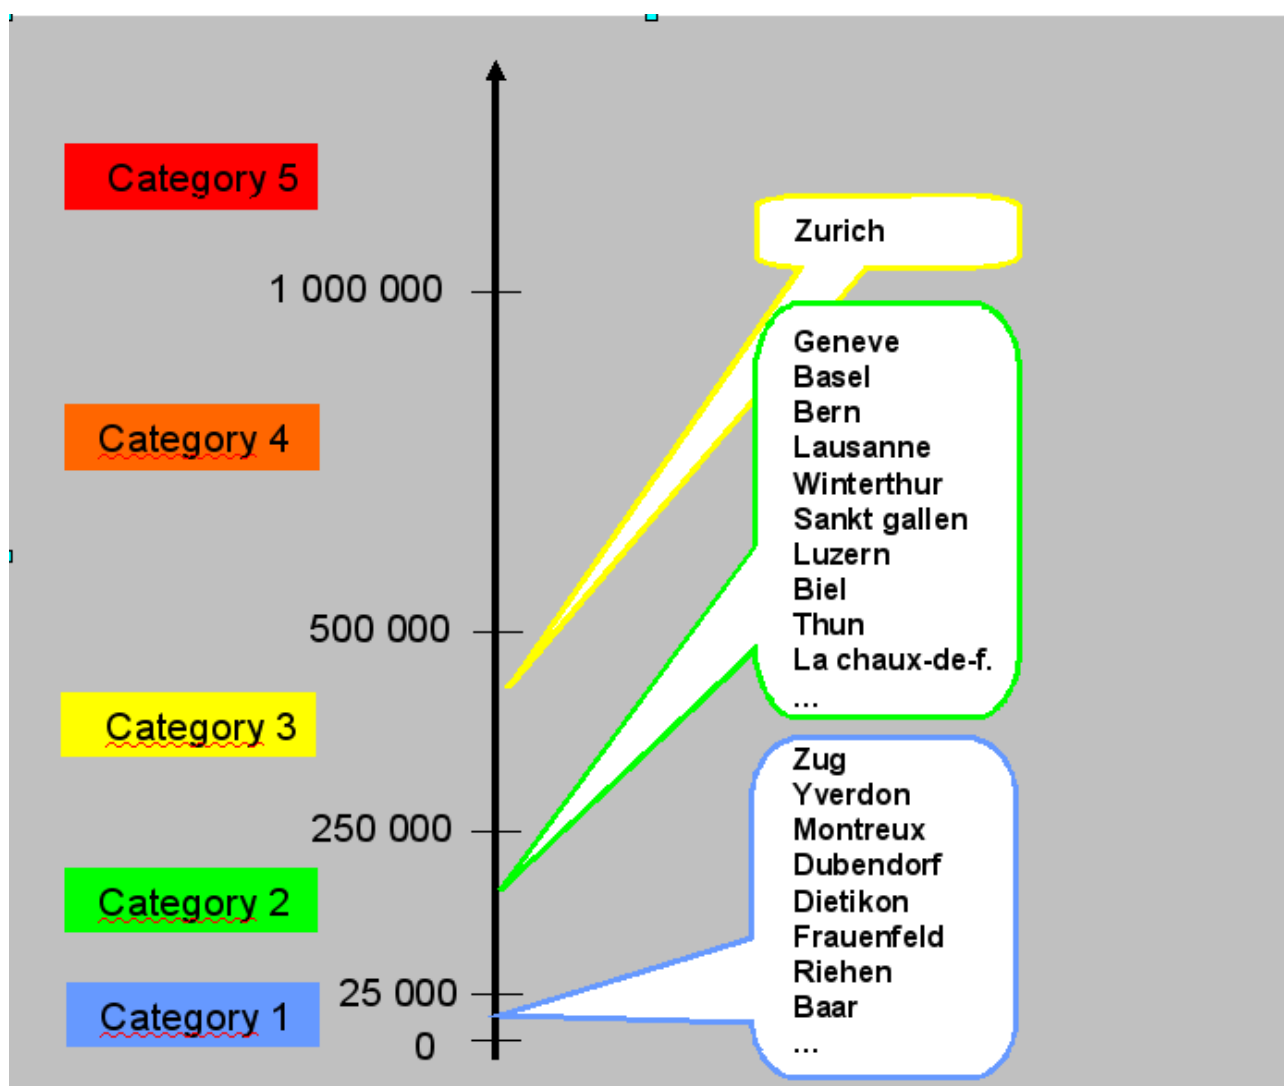 Category 5
1 000 000
Category 4
500 000
Category 3
250 000
Category 2
25 000
Category 1
0
Zurich
Geneve
Basel
Bern
Lausanne
Winterthur
Sankt gallen
Luzern
Biel
Thun
La chaux-de-f.
...
Zug
Yverdon
Montreux
Dubendorf
Dietikon
Frauenfeld
Riehen
Baar
...